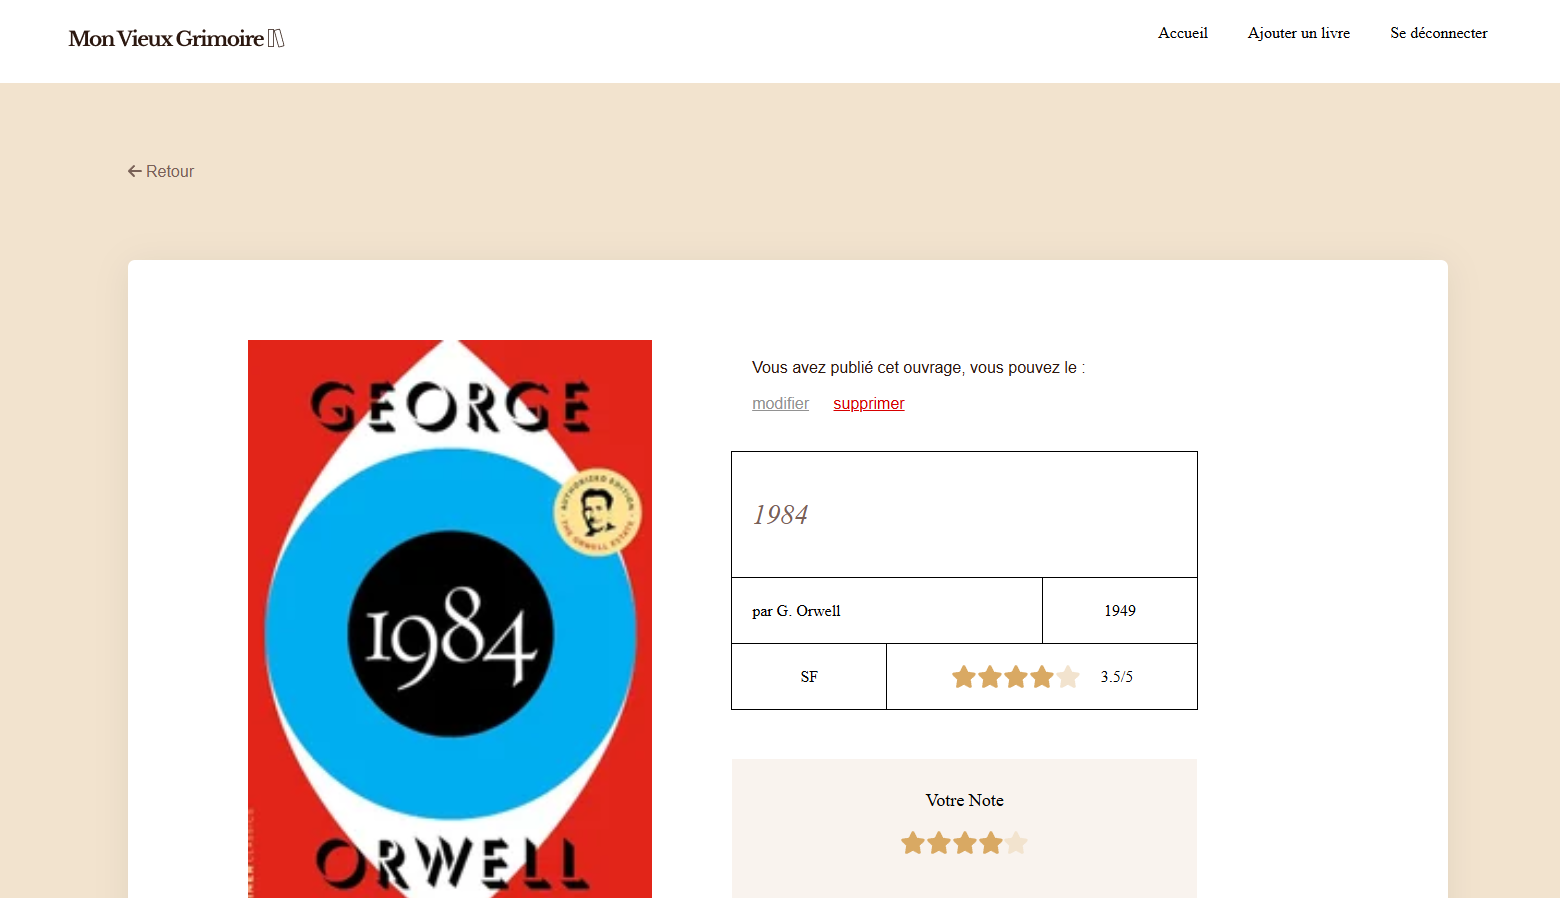 Mon Vieux Grimoire
Accueil
Ajouter un livre
Se déconnecter
Retour
GEORGE
AUTHORIZED EDITION
THE ORWELL ESTATE
1984
CLASSICS
ORWELL
Vous avez publié cet ouvrage, vous pouvez le :
modifier supprimer
1984
par G. Orwell
1949
SF
3.5/5
Votre Note